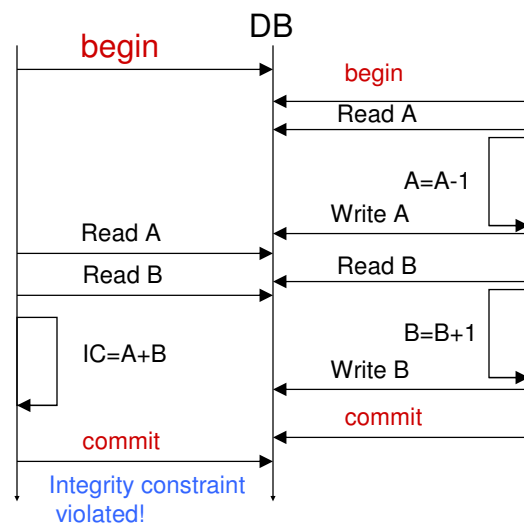 DB
begin
begin
Read A
A=A-1
Write A
Read A
Read B
Read B
IC=A+B
B=B+1
Write B
commit
commit
Integrity constraint
violated!